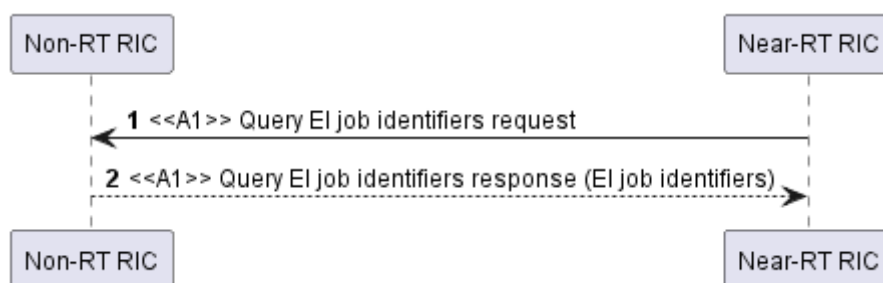 Non-RT RIC
Near-RT RIC
1 <<A1>> Query EI job identifiers request
2 <<A1>> Query EI job identifiers response (EI job identifiers)
Non-RT RIC
Near-RT RIC